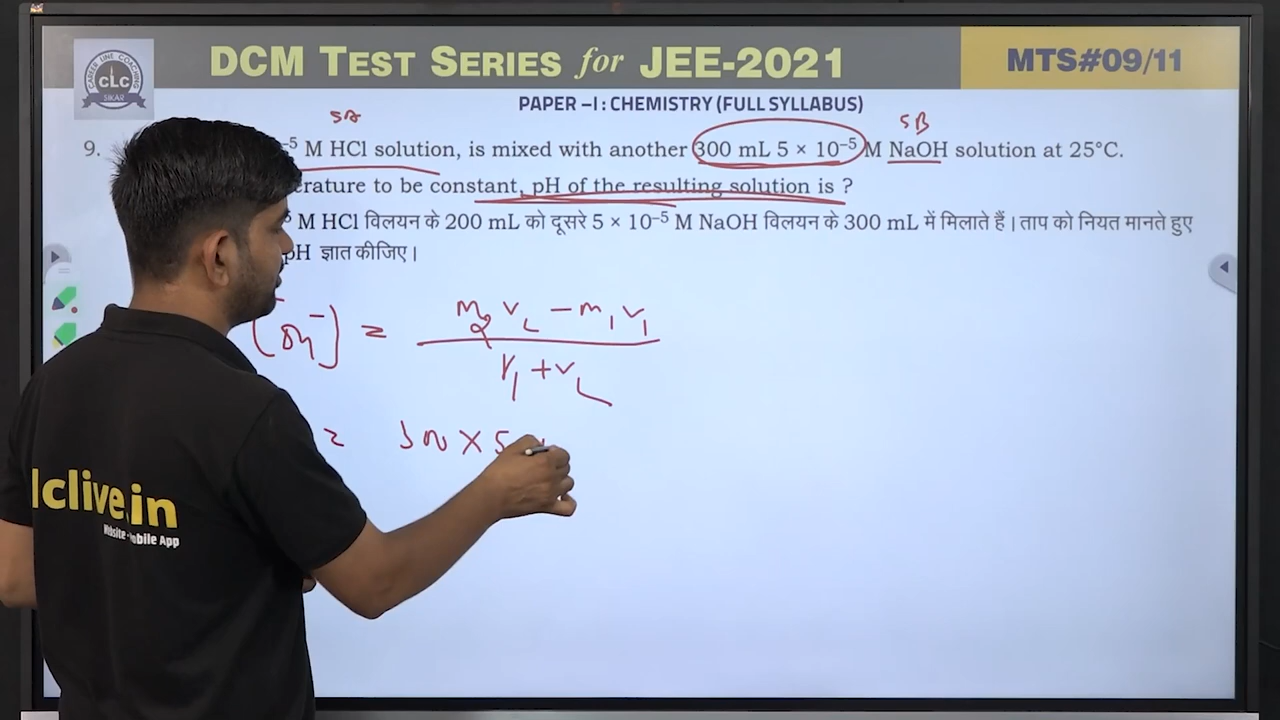 DCM TEST SERIES for JEE-2021
MTS#09/11
CAREER LINE COACHING
CLC
SIKAR
PAPER –I : CHEMISTRY (FULL SYLLABUS)
SB
9.
⁻⁵ M HCl solution, is mixed with another 300 mL 5 × 10⁻⁵ M NaOH solution at 25°C.
erature to be constant, pH of the resulting solution is ?
M HCl विलयन के 200 mL को दूसरे 5 × 10⁻⁵ M NaOH विलयन के 300 mL में मिलाते हैं। ताप को नियत मानते हुए
pH ज्ञात कीजिए।
[OH⁻] = M₂V₂ – M₁V₁
V₁ + V₂
= 300 × 5
lclive.in
Website - Mobile App